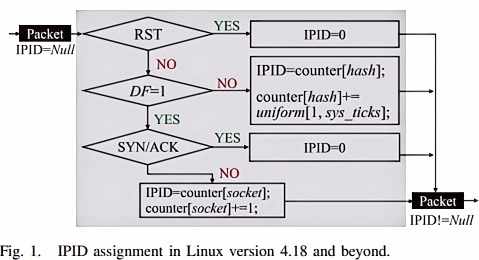 Packet
IPID=Null
RST
YES
IPID=0
NO
DF=1
NO
IPID=counter[hash];
counter[hash]+=
uniform[1, sys_ticks];
YES
SYN/ACK
YES
IPID=0
NO
IPID=counter[socket];
counter[socket]+=1;
Packet
IPID!=Null
Fig. 1. IPID assignment in Linux version 4.18 and beyond.